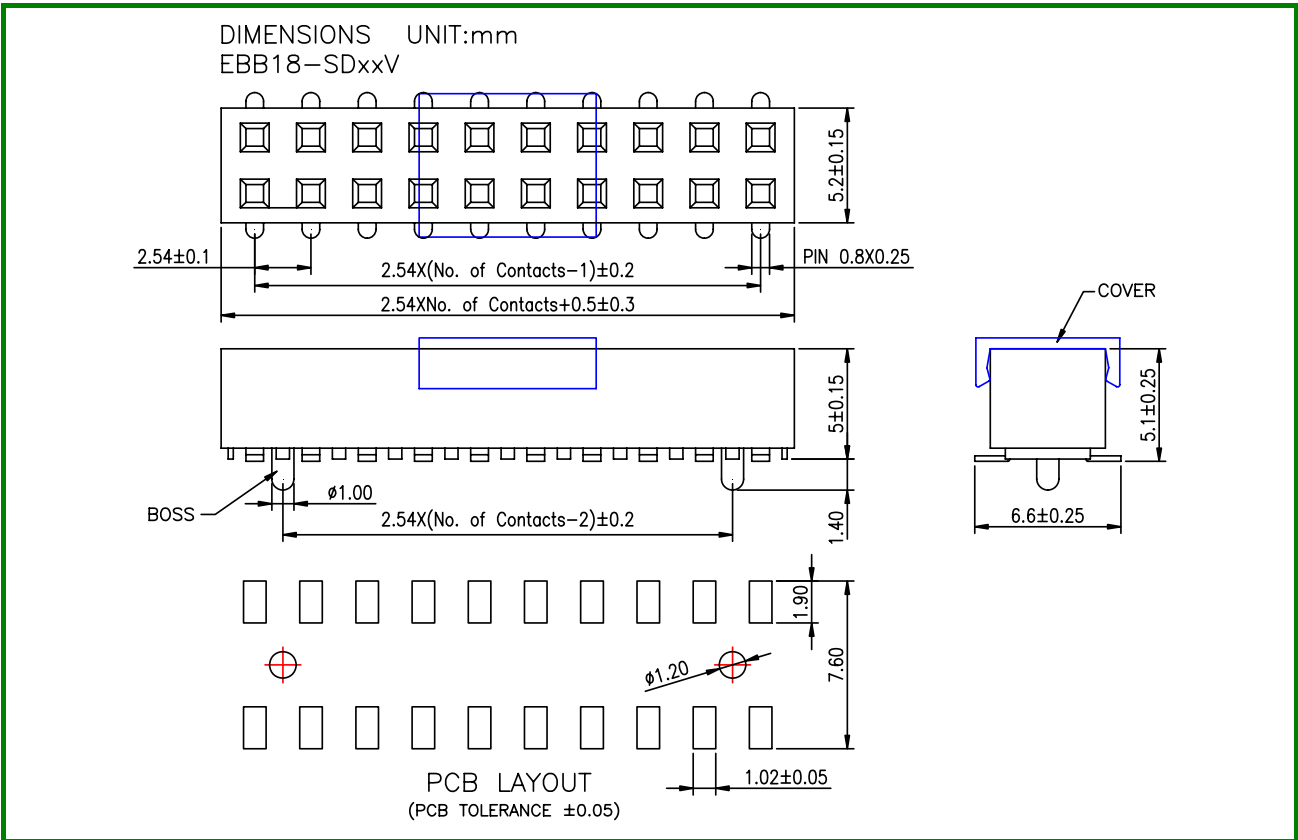 DIMENSIONS UNIT:mm
EBB18-SDxxV
5.2±0.15
2.54±0.1
2.54X(No. of Contacts-1)±0.2
PIN 0.8X0.25
2.54XNo. of Contacts+0.5±0.3
COVER
5±0.15
5.1±0.25
BOSS
ø1.00
2.54X(No. of Contacts-2)±0.2
1.40
6.6±0.25
1.90
7.60
ø1.20
PCB LAYOUT
1.02±0.05
(PCB TOLERANCE ±0.05)